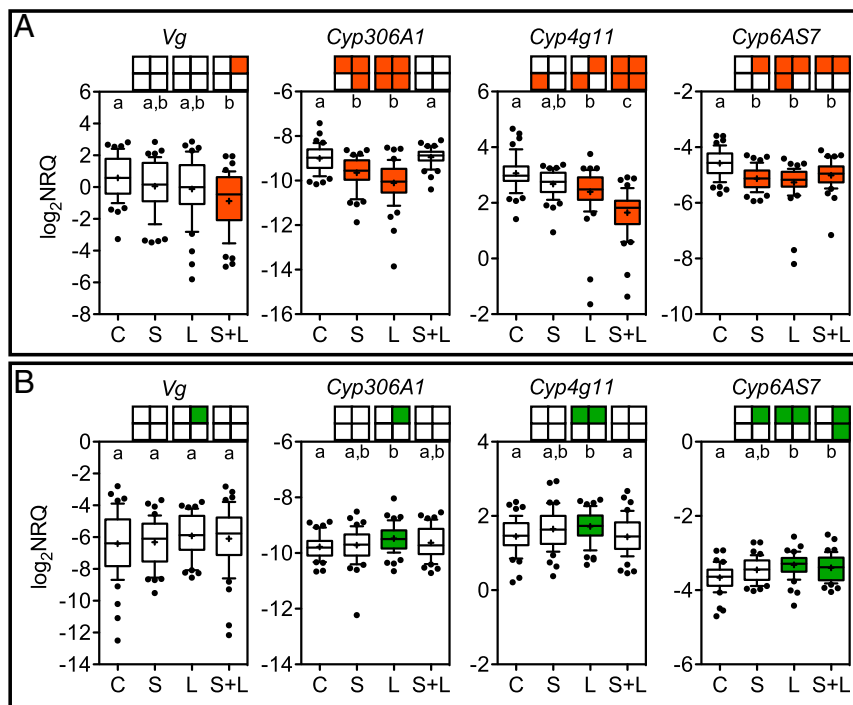 A
Vg Cyp306A1 Cyp4g11 Cyp6AS7
a a,b a,b b a b b a a a,b b c a b b b
log2NRQ
6 4 2 0 -2 -4 -6 -8
-6 -8 -10 -12 -14 -16
6 4 2 0 -2
-2 -4 -6 -8 -10
C S L S+L C S L S+L C S L S+L C S L S+L
B
Vg Cyp306A1 Cyp4g11 Cyp6AS7
a a a a a a,b b a,b a a,b b a a a,b b b
log2NRQ
0 -2 -4 -6 -8 -10 -12 -14
-6 -8 -10 -12 -14
4 2 0 -2
0 -2 -4 -6
C S L S+L C S L S+L C S L S+L C S L S+L